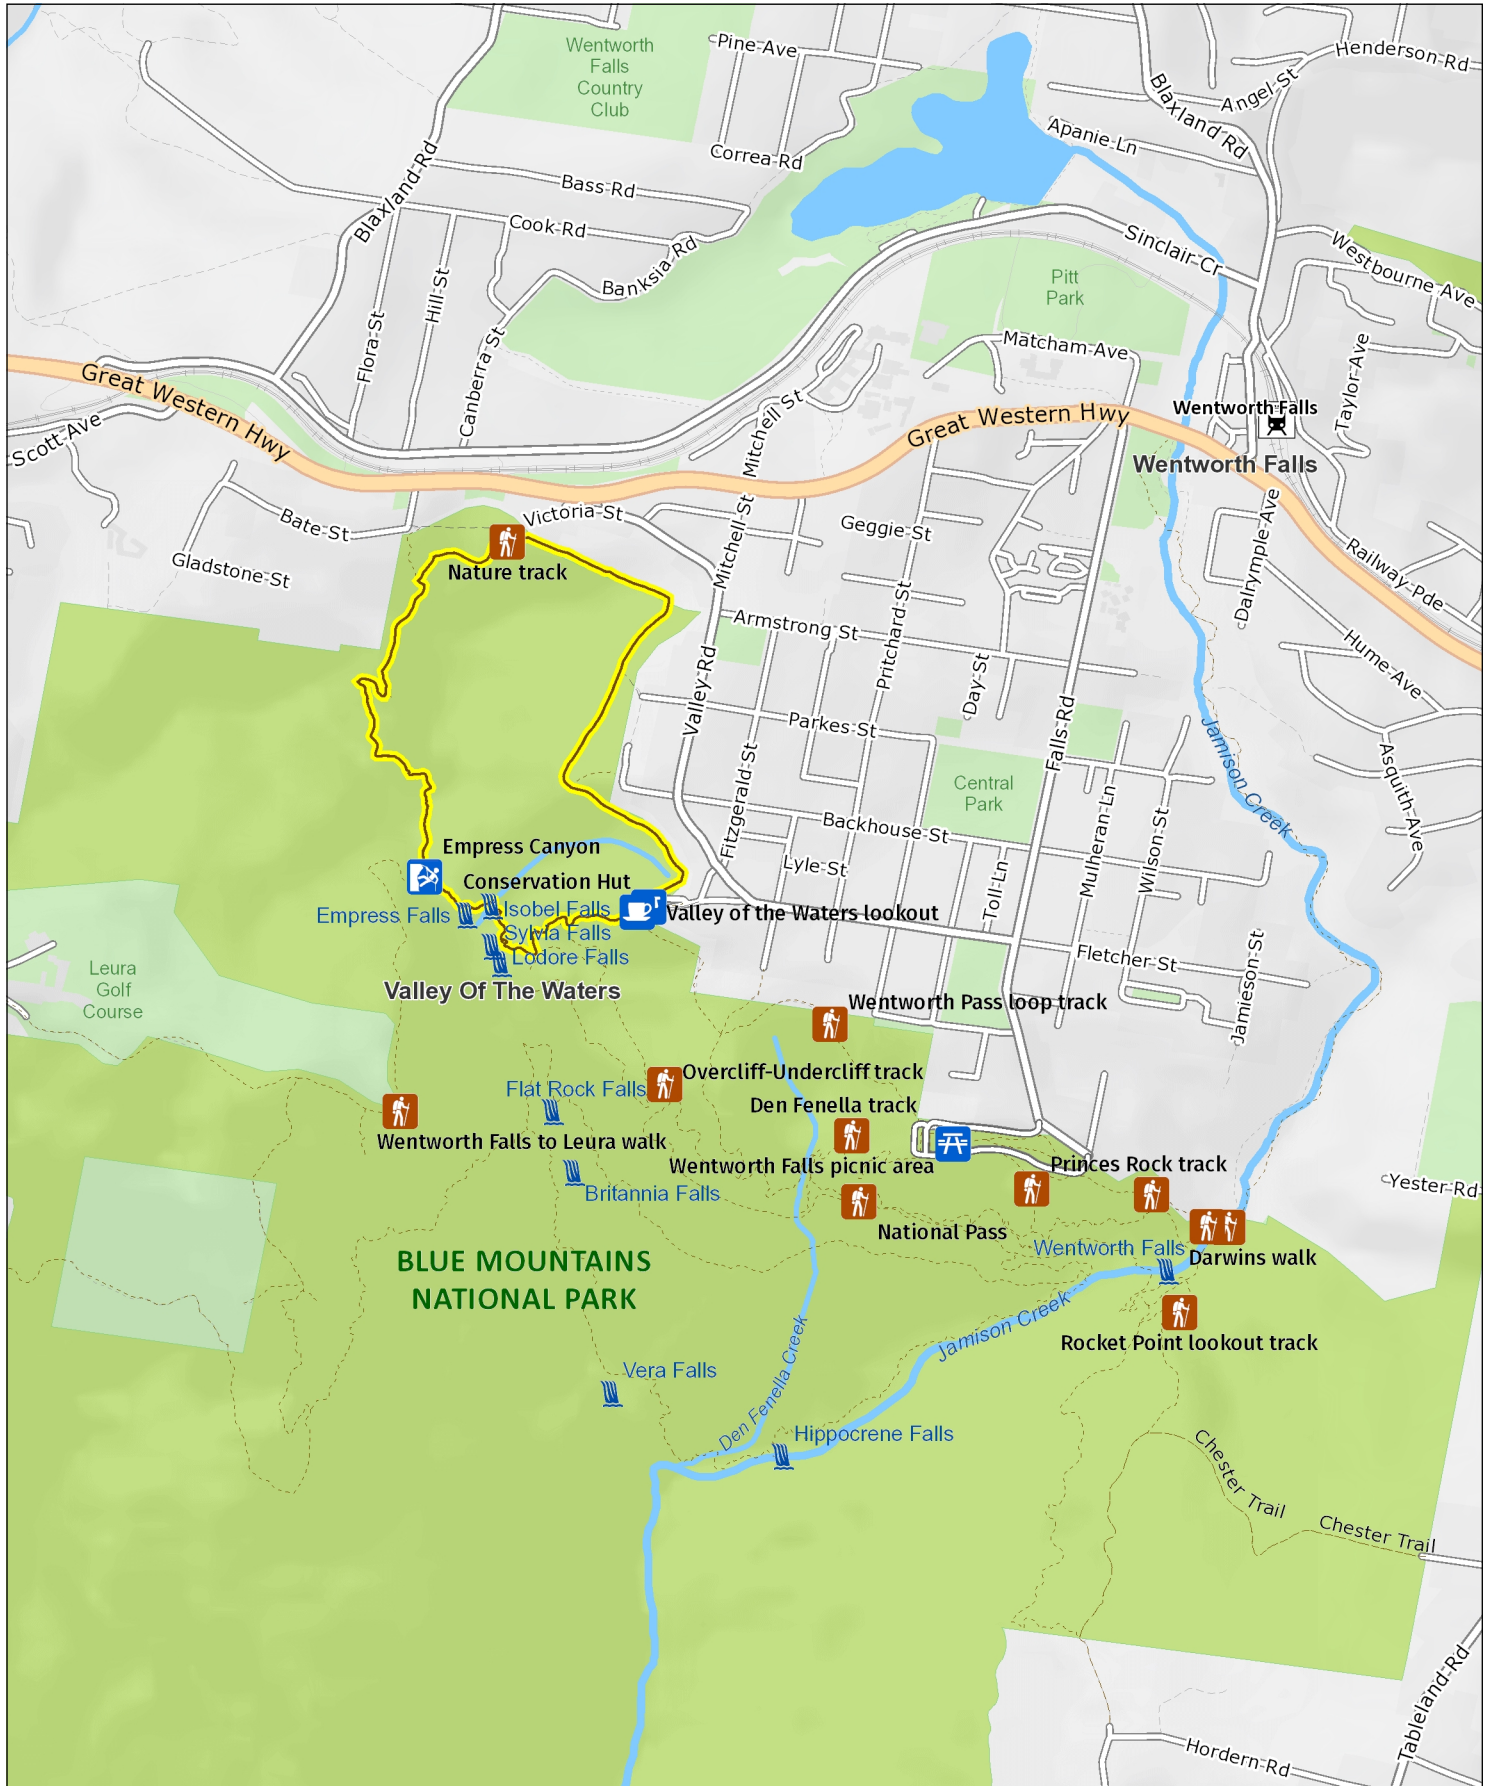 Wentworth
Falls
Country
Club
Pine Ave
Henderson Rd
Angel St
Blaxland Rd
Apanie Ln
Correa Rd
Bass Rd
Blaxland Rd
Cook Rd
Banksia Rd
Sinclair Cr
Westbourne Ave
Pitt
Park
Hill St
Flora St
Canberra St
Matcham Ave
Taylor Ave
Great Western Hwy
Scott Ave
Mitchell St
Great Western Hwy
Wentworth Falls
Wentworth Falls
Bate St
Victoria St
Mitchell St
Geggie St
Dalrymple Ave
Railway Pde
Gladstone St
Nature track
Armstrong St
Pritchard St
Day St
Hume Ave
Valley Rd
Parkes St
Falls Rd
Jamison Creek
Asquith Ave
Fitzgerald St
Central
Park
Backhouse St
Mulheran Ln
Wilson St
Lyle St
Toll Ln
Empress Canyon
Conservation Hut
Empress Falls
Isobel Falls
Valley of the Waters lookout
Sylvia Falls
Lodore Falls
Fletcher St
Jamieson St
Leura
Golf
Course
Valley Of The Waters
Wentworth Pass loop track
Overcliff-Undercliff track
Flat Rock Falls
Den Fenella track
Wentworth Falls to Leura walk
Wentworth Falls picnic area
Princes Rock track
Britannia Falls
Yester Rd
National Pass
Wentworth Falls
Darwins walk
BLUE MOUNTAINS
NATIONAL PARK
Jamison Creek
Rocket Point lookout track
Vera Falls
Den Fenella Creek
Hippocrene Falls
Chester Trail
Chester Trail
Tableland Rd
Hordern Rd